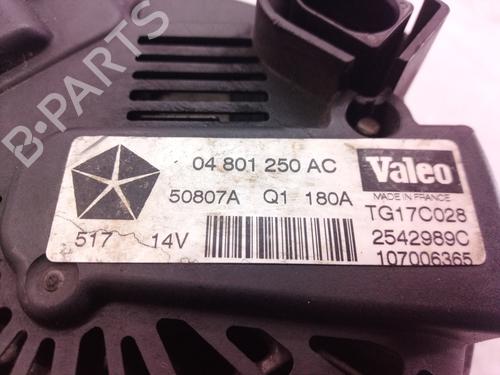 B-PARTS
04 801 250 AC
Valeo
MADE IN FRANCE
50807A Q1 180A
TG17C028
517 14V
2542989C
107006365